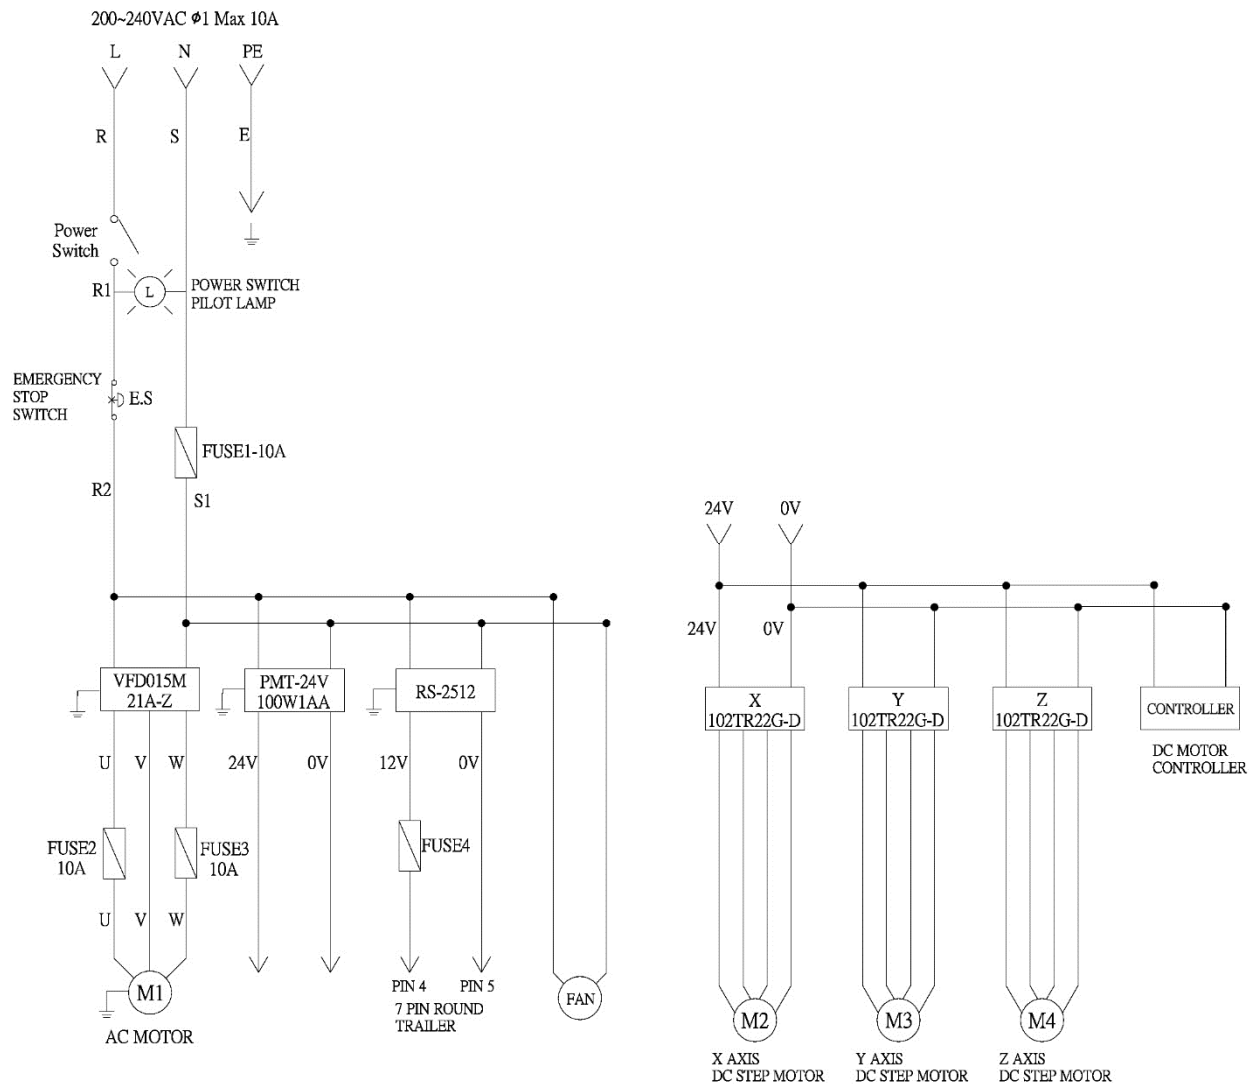 200~240VAC ϕ1 Max 10A
L N PE
R S E
Power
Switch
R1
L
POWER SWITCH
PILOT LAMP
EMERGENCY
STOP
SWITCH
E.S
FUSE1-10A
R2
S1
24V 0V
24V 0V
VFD015M
21A-Z
PMT-24V
100W1AA
RS-2512
X
102TR22G-D
Y
102TR22G-D
Z
102TR22G-D
CONTROLLER
DC MOTOR
CONTROLLER
U V W 24V 0V 12V 0V
FUSE2
10A
FUSE3
10A
FUSE4
U V W
M1
AC MOTOR
PIN 4 PIN 5
7 PIN ROUND
TRAILER
FAN
M2
M3
M4
X AXIS
DC STEP MOTOR
Y AXIS
DC STEP MOTOR
Z AXIS
DC STEP MOTOR